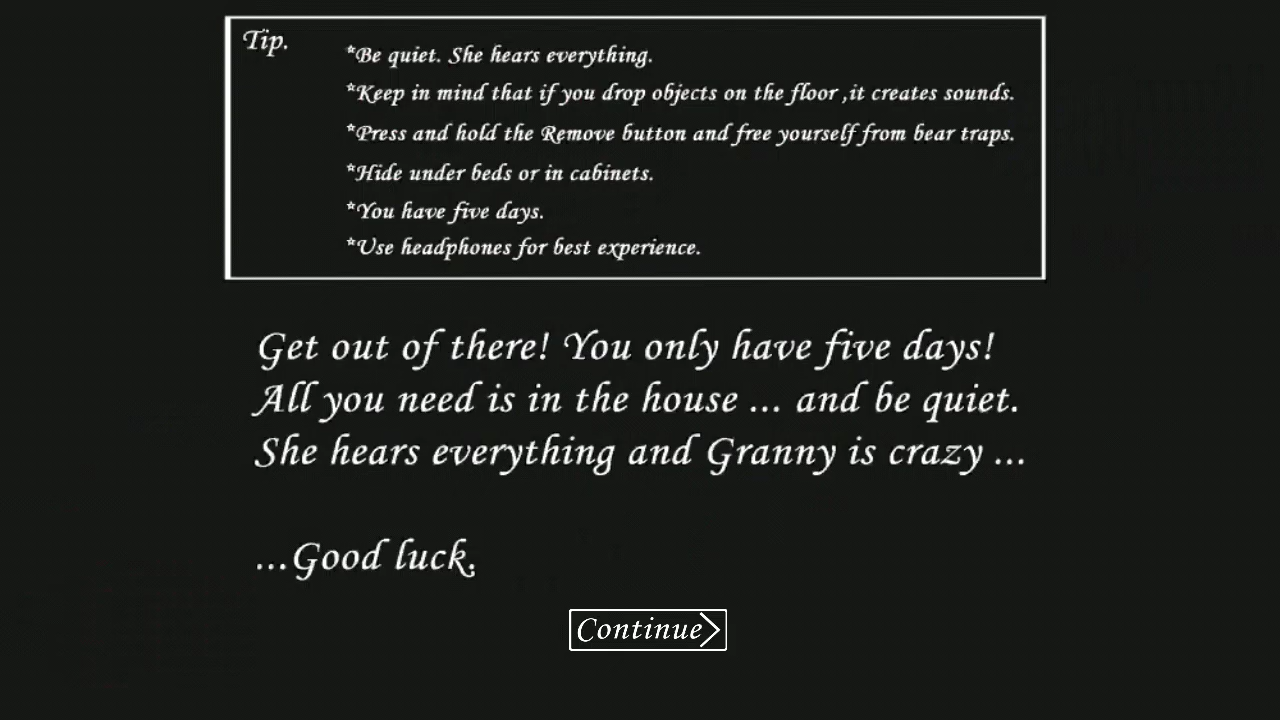 Tip.
*Be quiet. She hears everything.
*Keep in mind that if you drop objects on the floor ,it creates sounds.
*Press and hold the Remove button and free yourself from bear traps.
*Hide under beds or in cabinets.
*You have five days.
*Use headphones for best experience.
Get out of there! You only have five days!
All you need is in the house ... and be quiet.
She hears everything and Granny is crazy ...
...Good luck.
Continue